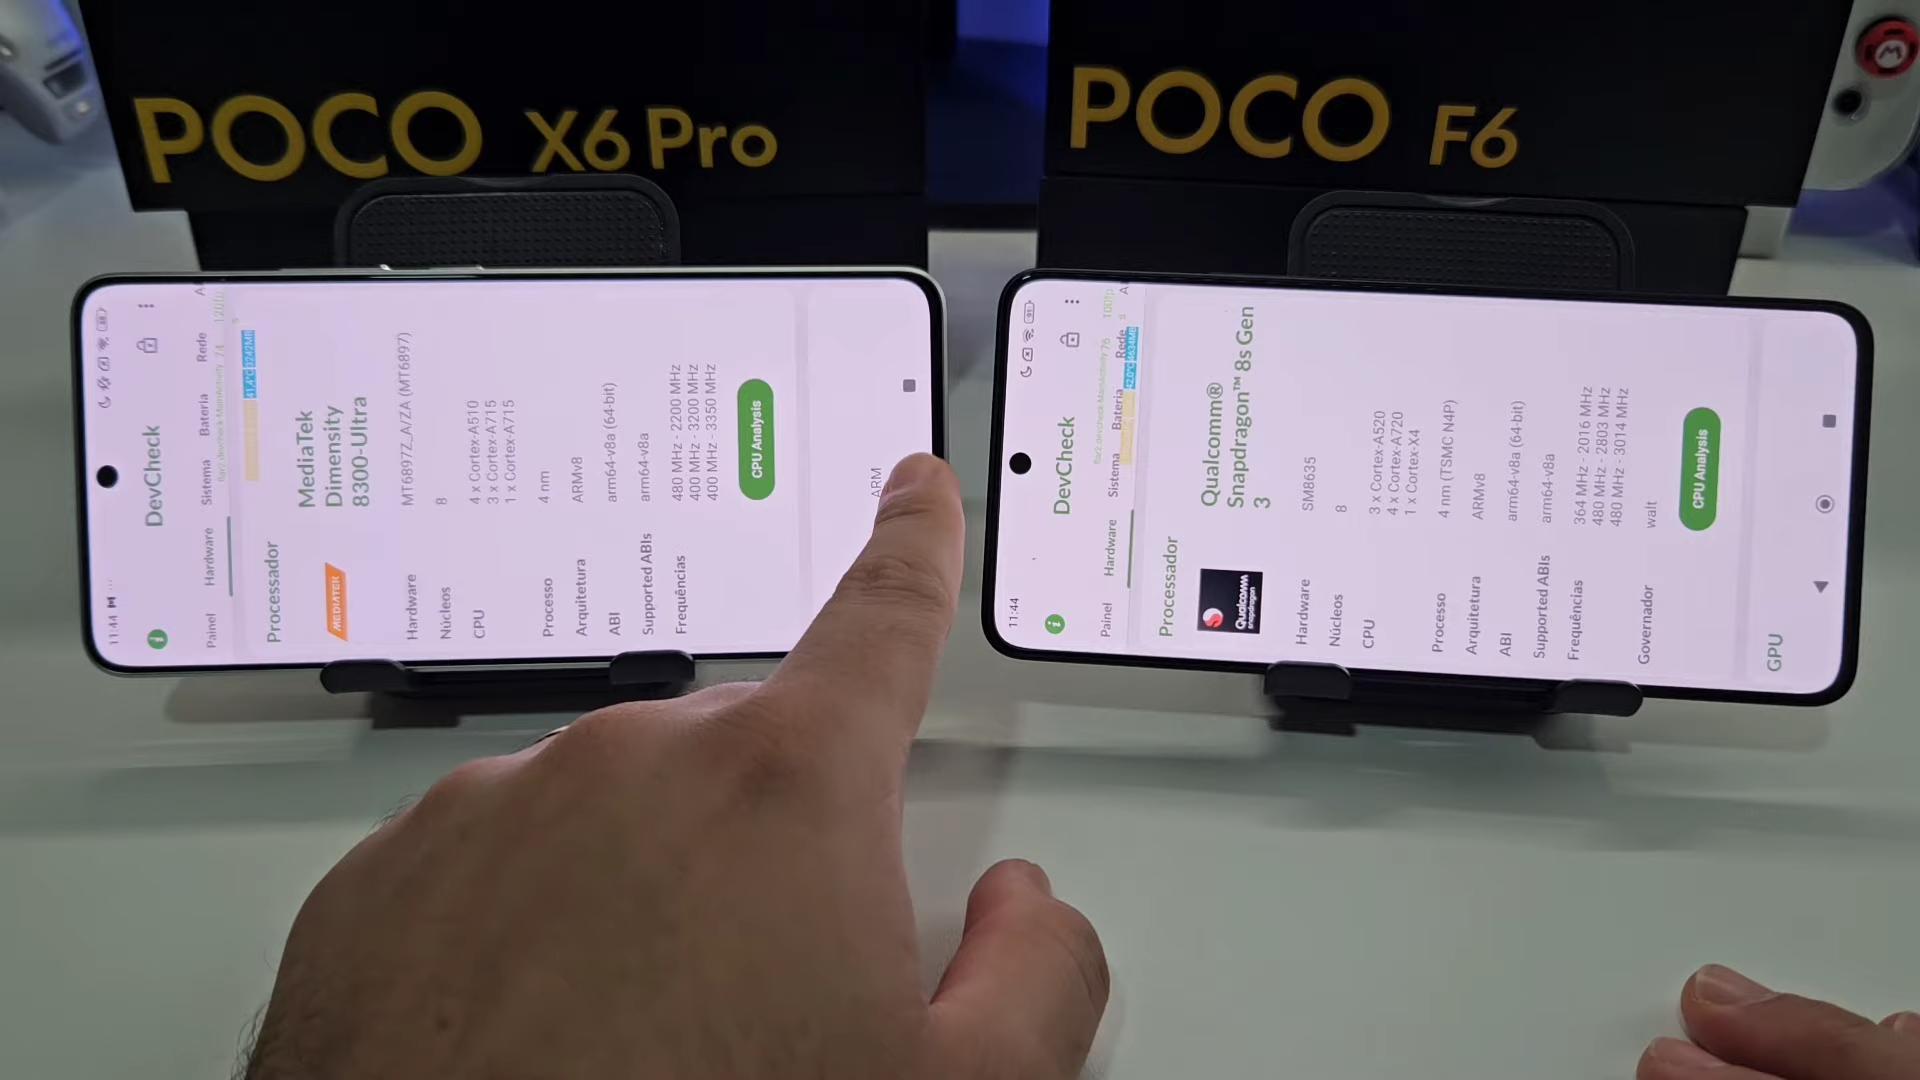 POCO X6 Pro
POCO F6
11:44
DevCheck
Painel Hardware Sistema Bateria Rede
41,4°C 3242MB
Processador
MEDIATEK
MediaTek
Dimensity
8300-Ultra
Hardware MT6897Z_A/ZA (MT6897)
Núcleos 8
CPU 4 x Cortex-A510
3 x Cortex-A715
1 x Cortex-A715
Processo 4 nm
Arquitetura ARMv8
ABI arm64-v8a (64-bit)
Supported ABIs arm64-v8a
Frequências 480 MHz - 2200 MHz
400 MHz - 3200 MHz
400 MHz - 3350 MHz
CPU Analysis
ARM
11:44
DevCheck
Painel Hardware Sistema Bateria Rede
42,0°C 4634MB
Processador
Qualcomm
snapdragon
Qualcomm®
Snapdragon™ 8s Gen
3
Hardware SM8635
Núcleos 8
CPU 3 x Cortex-A520
4 x Cortex-A720
1 x Cortex-X4
Processo 4 nm (TSMC N4P)
Arquitetura ARMv8
ABI arm64-v8a (64-bit)
Supported ABIs arm64-v8a
Frequências 364 MHz - 2016 MHz
480 MHz - 2803 MHz
480 MHz - 3014 MHz
Governador walt
CPU Analysis
GPU